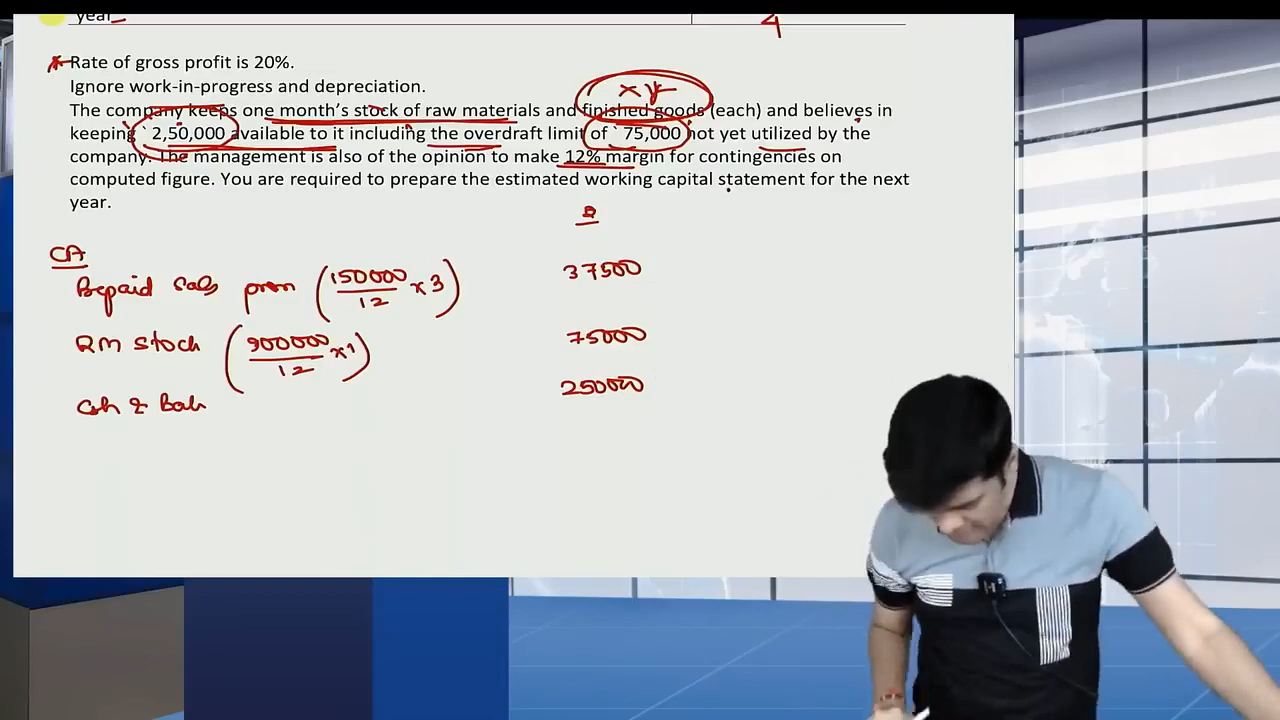 year
4
Rate of gross profit is 20%.
Ignore work-in-progress and depreciation.
x y
The company keeps one month's stock of raw materials and finished goods (each) and believes in
keeping ` 2,50,000 available to it including the overdraft limit of ` 75,000 not yet utilized by the
company. The management is also of the opinion to make 12% margin for contingencies on
computed figure. You are required to prepare the estimated working capital statement for the next
year.
CA
Prepaid Sals prom (150000/12 x 3) 37500
RM Stock (900000/12 x 1) 75000
Csh & Bak 250000